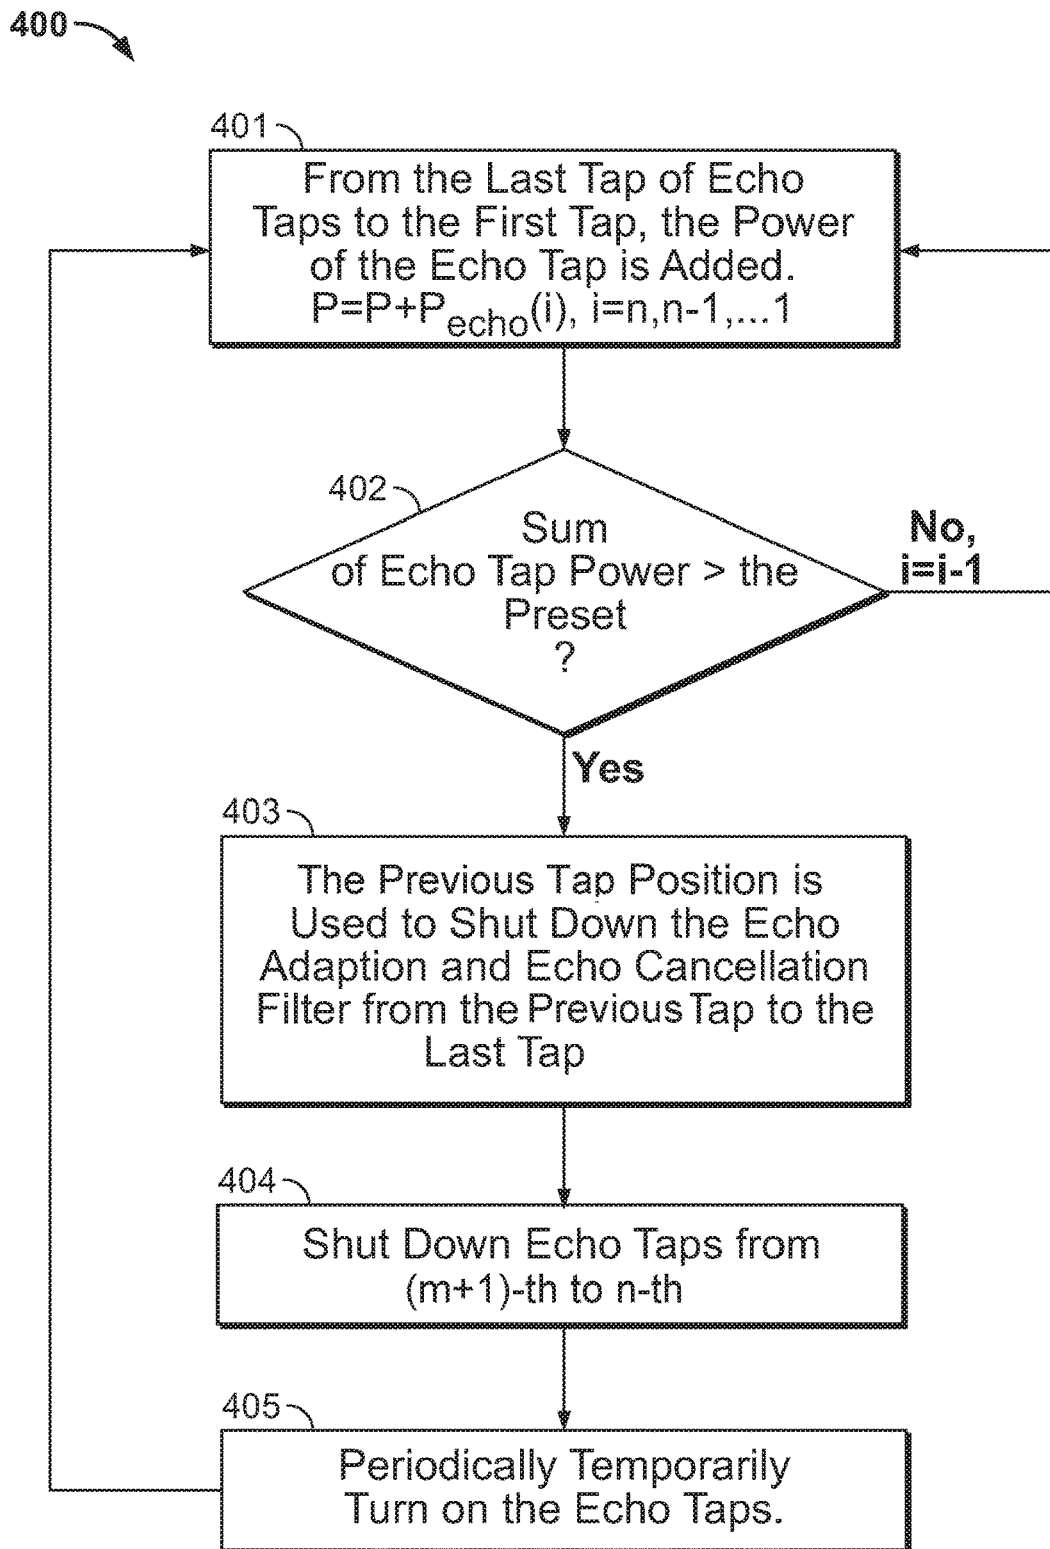 400
401
From the Last Tap of Echo
Taps to the First Tap, the Power
of the Echo Tap is Added.
P=P+Pecho(i), i=n,n-1,...1
402
Sum
of Echo Tap Power > the
Preset
?
No,
i=i-1
Yes
403
The Previous Tap Position is
Used to Shut Down the Echo
Adaption and Echo Cancellation
Filter from the Previous Tap to the
Last Tap
404
Shut Down Echo Taps from
(m+1)-th to n-th
405
Periodically Temporarily
Turn on the Echo Taps.